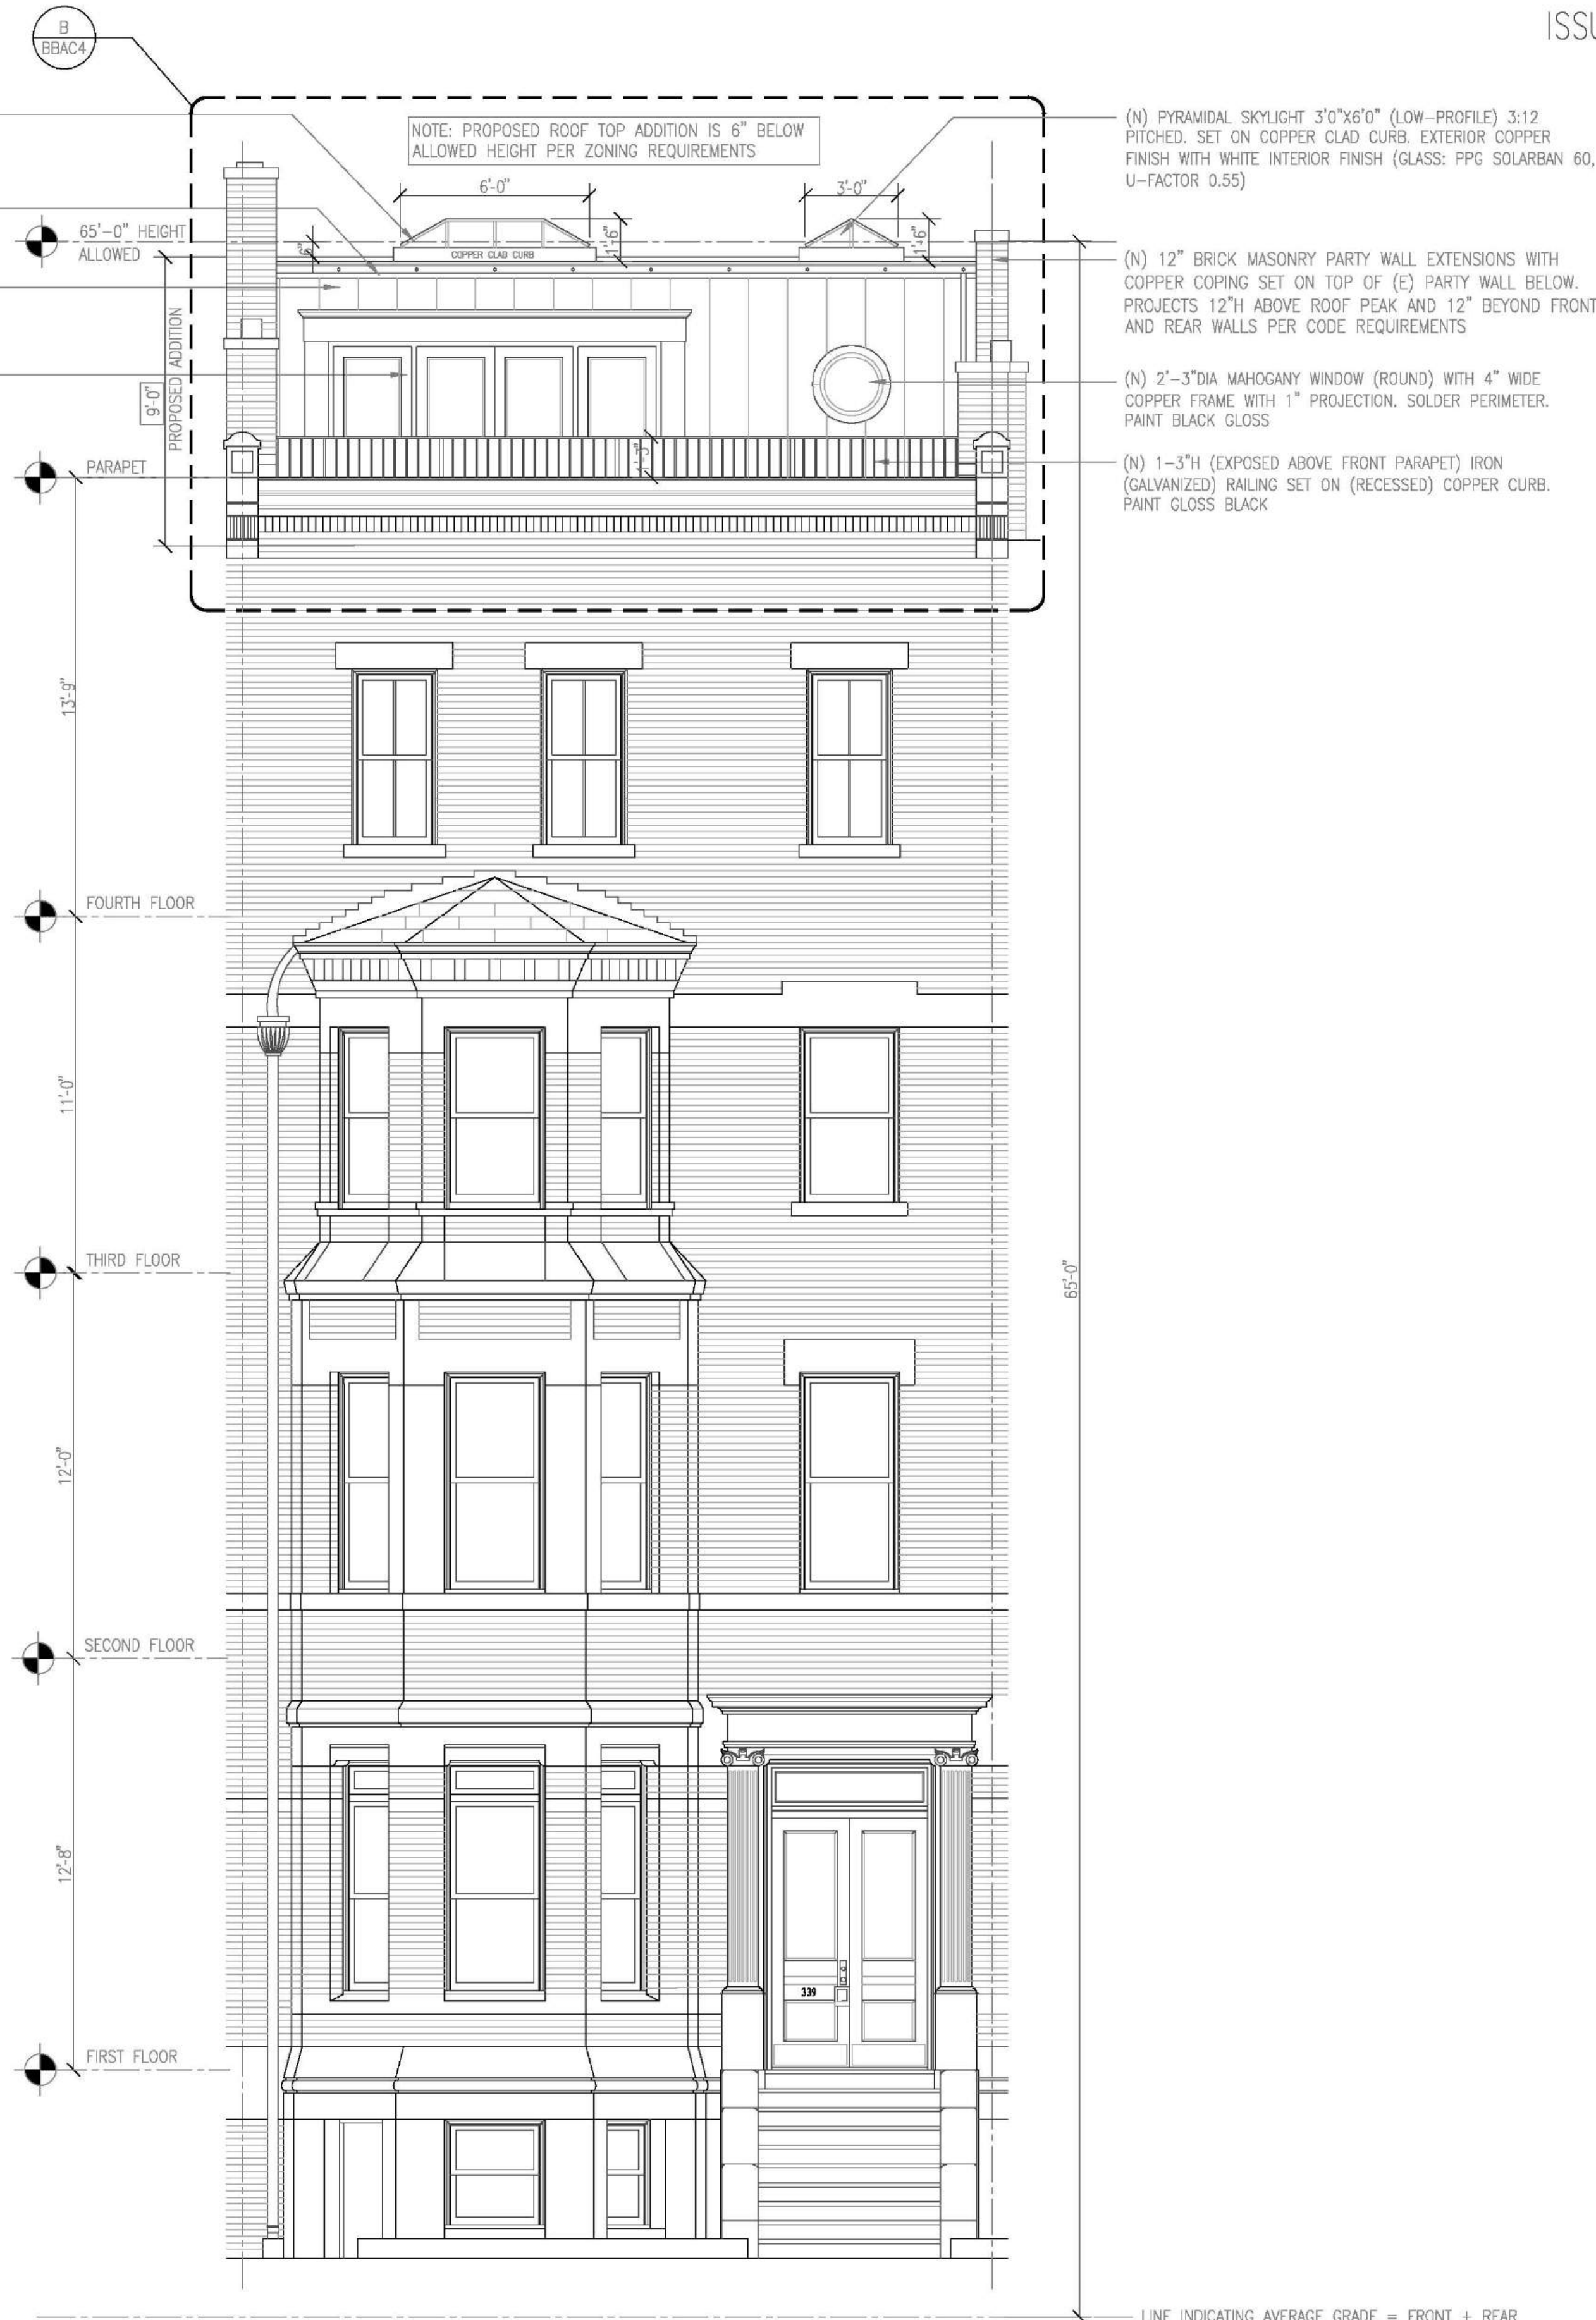 ISSU
B
BBAC4
NOTE: PROPOSED ROOF TOP ADDITION IS 6" BELOW
ALLOWED HEIGHT PER ZONING REQUIREMENTS
(N) PYRAMIDAL SKYLIGHT 3'0"X6'0" (LOW-PROFILE) 3:12
PITCHED. SET ON COPPER CLAD CURB. EXTERIOR COPPER
FINISH WITH WHITE INTERIOR FINISH (GLASS: PPG SOLARBAN 60,
U-FACTOR 0.55)
6'-0"
3'-0"
65'-0" HEIGHT
ALLOWED
6"
COPPER CLAD CURB
1'-6"
1'-6"
(N) 12" BRICK MASONRY PARTY WALL EXTENSIONS WITH
COPPER COPING SET ON TOP OF (E) PARTY WALL BELOW.
PROJECTS 12"H ABOVE ROOF PEAK AND 12" BEYOND FRONT
AND REAR WALLS PER CODE REQUIREMENTS
9'-0"
PROPOSED ADDITION
(N) 2'-3"DIA MAHOGANY WINDOW (ROUND) WITH 4" WIDE
COPPER FRAME WITH 1" PROJECTION. SOLDER PERIMETER.
PAINT BLACK GLOSS
PARAPET
1'-3"
(N) 1-3"H (EXPOSED ABOVE FRONT PARAPET) IRON
(GALVANIZED) RAILING SET ON (RECESSED) COPPER CURB.
PAINT GLOSS BLACK
13'-9"
FOURTH FLOOR
11'-0"
THIRD FLOOR
65'-0"
12'-0"
SECOND FLOOR
12'-8"
339
FIRST FLOOR
LINE INDICATING AVERAGE GRADE = FRONT + REAR